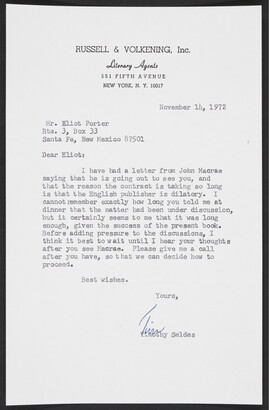 RUSSELL & VOLKENING, Inc.
Literary Agents
551 FIFTH AVENUE
NEW YORK, N. Y. 10017
November 14, 1972
Mr. Eliot Porter
Rte. 3, Box 33
Santa Fe, New Mexico 87501
Dear Eliot:
I have had a letter from John Macrae
saying that he is going out to see you, and
that the reason the contract is taking so long
is that the English publisher is dilatory. I
cannot remember exactly how long you told me at
dinner that the matter had been under discussion,
but it certainly seems to me that it was long
enough, given the success of the present book.
Before adding pressure to the discussions, I
think it best to wait until I hear your thoughts
after you see Macrae. Please give me a call
after you have, so that we can decide how to
proceed.
Best wishes.
Yours,
Tim
Timothy Seldes